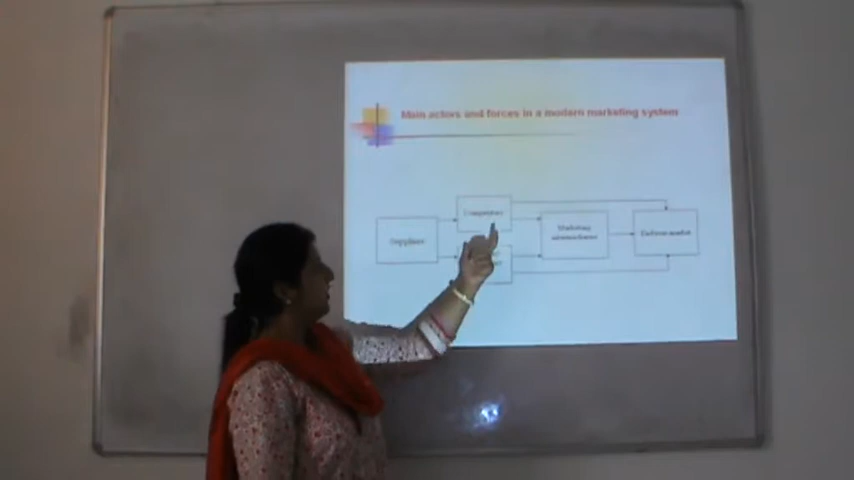 Main actors and forces in a modern marketing system
Suppliers
Competitors
Marketing
intermediaries
End user market